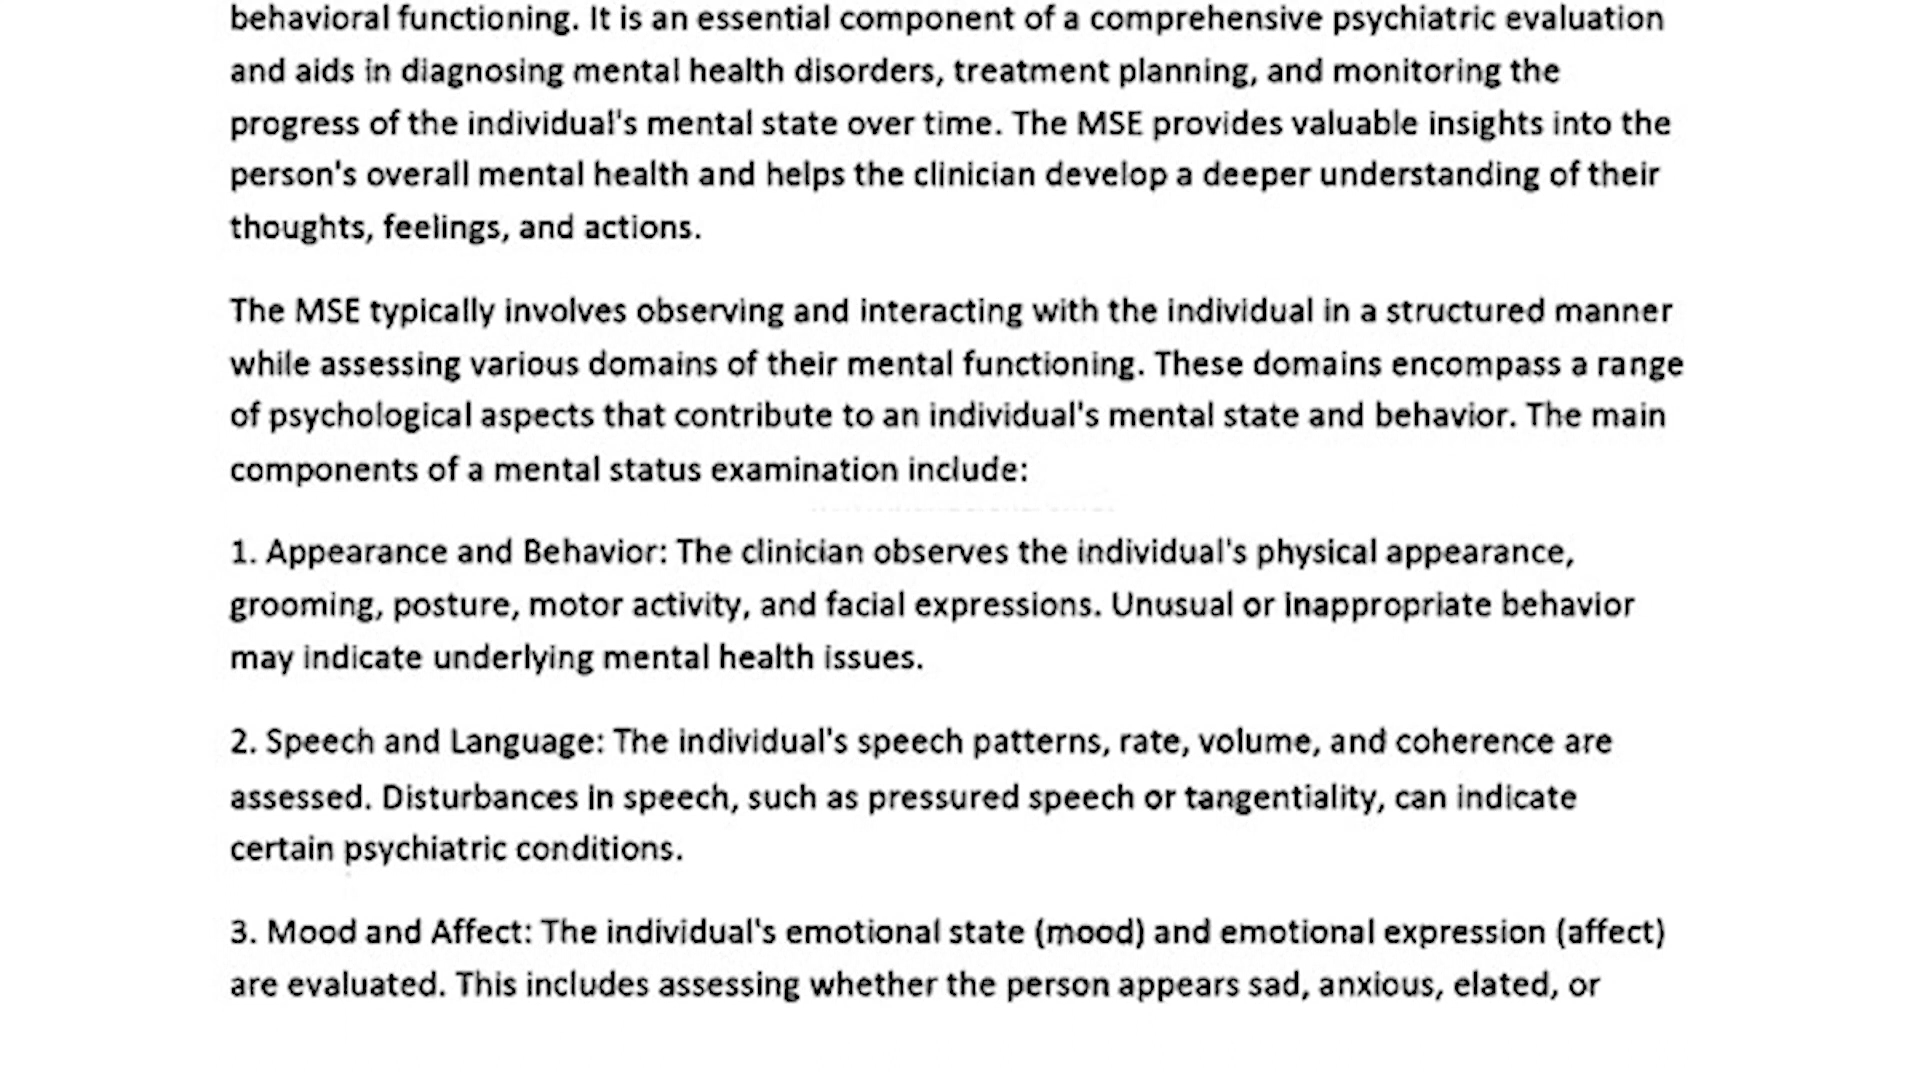 behavioral functioning. It is an essential component of a comprehensive psychiatric evaluation
and aids in diagnosing mental health disorders, treatment planning, and monitoring the
progress of the individual's mental state over time. The MSE provides valuable insights into the
person's overall mental health and helps the clinician develop a deeper understanding of their
thoughts, feelings, and actions.
The MSE typically involves observing and interacting with the individual in a structured manner
while assessing various domains of their mental functioning. These domains encompass a range
of psychological aspects that contribute to an individual's mental state and behavior. The main
components of a mental status examination include:
1. Appearance and Behavior: The clinician observes the individual's physical appearance,
grooming, posture, motor activity, and facial expressions. Unusual or inappropriate behavior
may indicate underlying mental health issues.
2. Speech and Language: The individual's speech patterns, rate, volume, and coherence are
assessed. Disturbances in speech, such as pressured speech or tangentiality, can indicate
certain psychiatric conditions.
3. Mood and Affect: The individual's emotional state (mood) and emotional expression (affect)
are evaluated. This includes assessing whether the person appears sad, anxious, elated, or